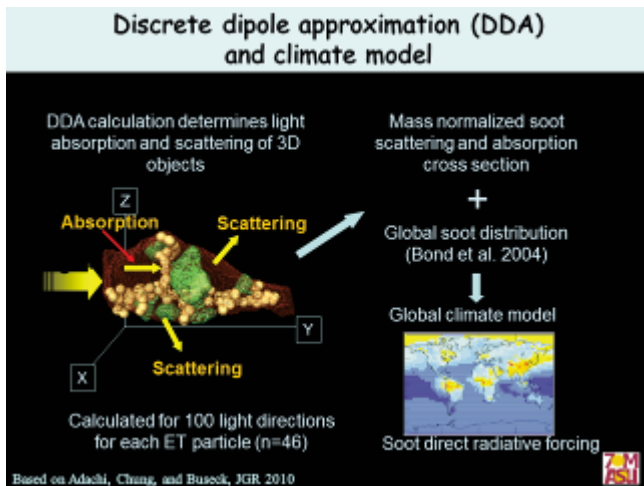 Discrete dipole approximation (DDA)
and climate model
DDA calculation determines light
absorption and scattering of 3D
objects
Z
Absorption
Scattering
Y
X
Scattering
Calculated for 100 light directions
for each ET particle (n=46)
Mass normalized soot
scattering and absorption
cross section
+
Global soot distribution
(Bond et al. 2004)
Global climate model
Soot direct radiative forcing
Based on Adachi, Chung, and Buseck, JGR 2010